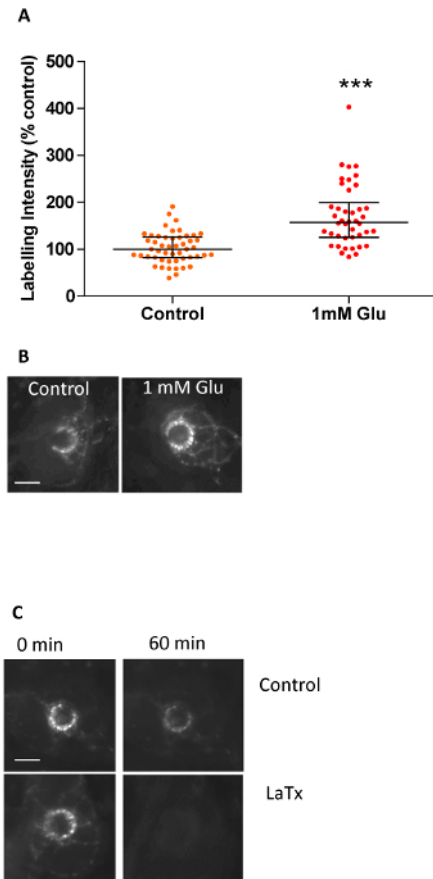 A
500
400
300
200
100
0
Labelling Intensity (% control)
***
Control
1mM Glu
B
Control
1 mM Glu
C
0 min
60 min
Control
LaTx